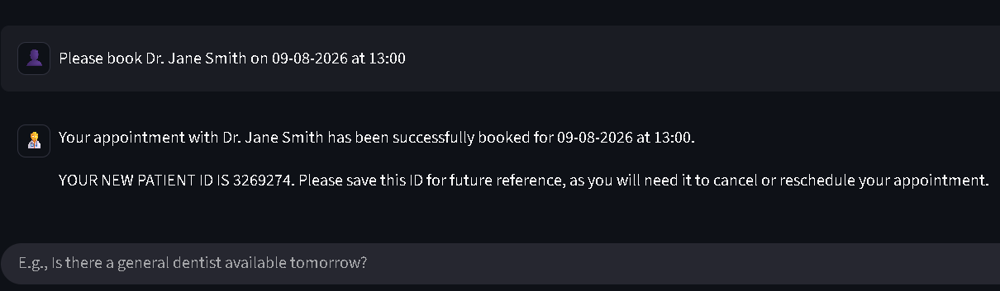 Please book Dr. Jane Smith on 09-08-2026 at 13:00
Your appointment with Dr. Jane Smith has been successfully booked for 09-08-2026 at 13:00.
YOUR NEW PATIENT ID IS 3269274. Please save this ID for future reference, as you will need it to cancel or reschedule your appointment.
E.g., Is there a general dentist available tomorrow?